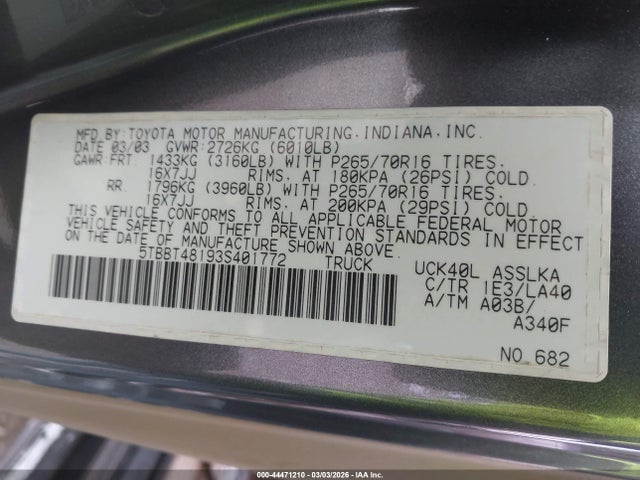 MFD.BY:TOYOTA MOTOR MANUFACTURING,INDIANA,INC.
DATE 03/03 GVWR:2726KG (6010LB)
GAWR:FRT. 1433KG (3160LB) WITH P265/70R16 TIRES.
16X7JJ RIMS. AT 180KPA (26PSI) COLD.
RR. 1796KG (3960LB) WITH P265/70R16 TIRES.
16X7JJ RIMS. AT 200KPA (29PSI) COLD.
THIS VEHICLE CONFORMS TO ALL APPLICABLE FEDERAL MOTOR
VEHICLE SAFETY AND THEFT PREVENTION STANDARDS IN EFFECT
ON THE DATE OF MANUFACTURE SHOWN ABOVE.
5TBBT48193S401772 TRUCK
UCK40L ASSLKA
C/TR 1E3/LA40
A/TM A03B/
A340F
NO.682
000-44471210 - 03/03/2026 - IAAI, Inc.